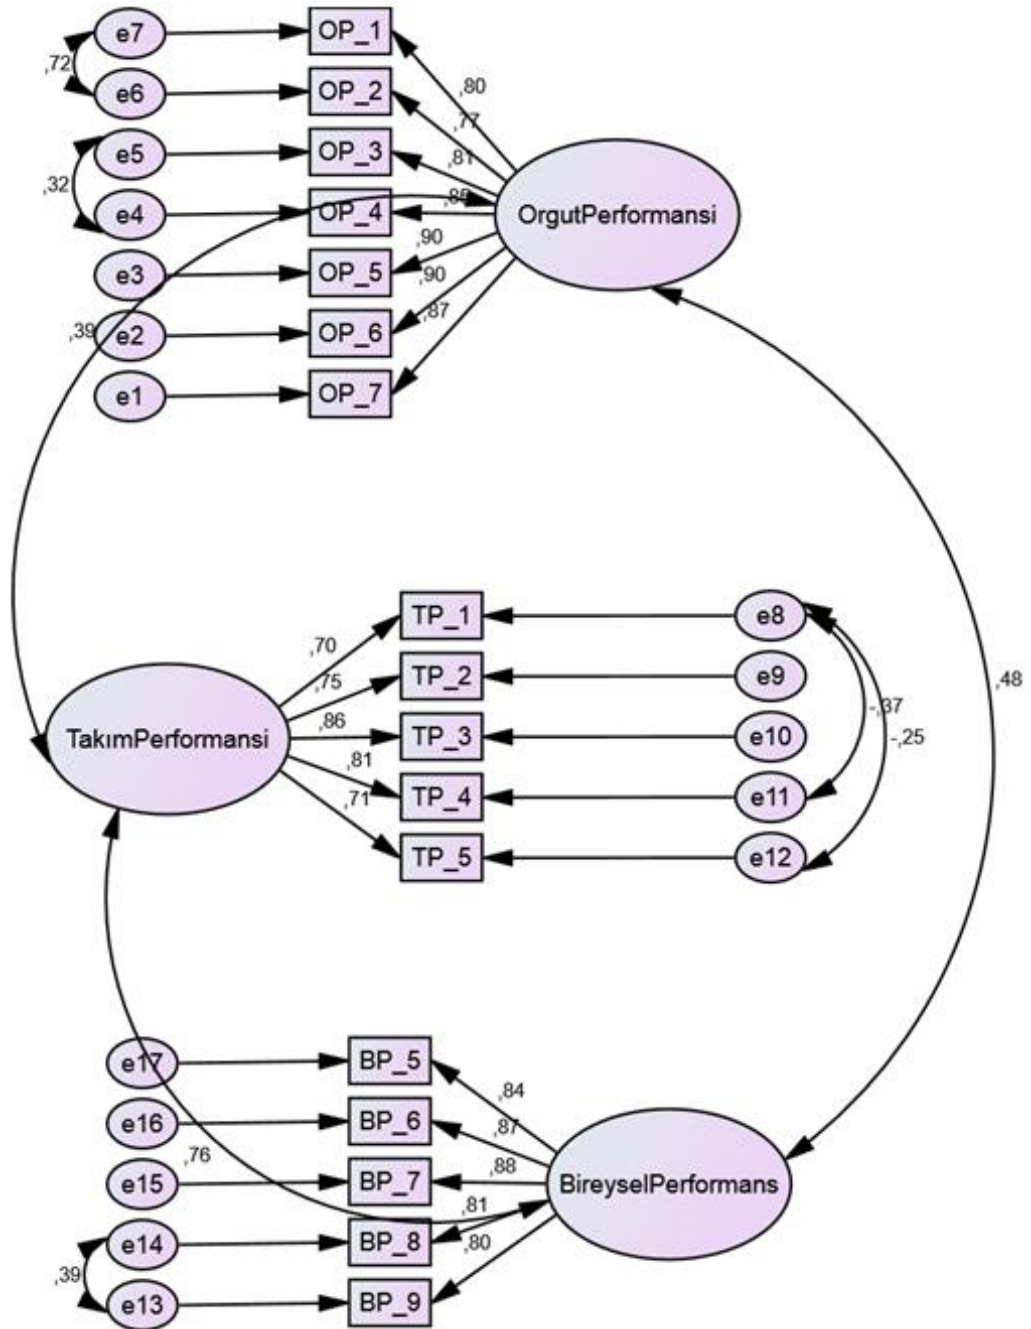 e7 OP_1
,72
,80
e6 OP_2
,77
e5 OP_3
,81
,32
e4 OP_4
,85
OrgutPerformansi
,90
e3 OP_5
,90
,39
e2 OP_6
,87
e1 OP_7
TP_1 e8
,70
TP_2 e9
,75
,48
-,37
,86
TP_3 e10
-,25
TakımPerformansi
,81
TP_4 e11
,71
TP_5 e12
e17 BP_5
,84
e16 BP_6
,87
,76
,88
e15 BP_7
BireyselPerformans
,81
e14 BP_8
,80
,39
e13 BP_9